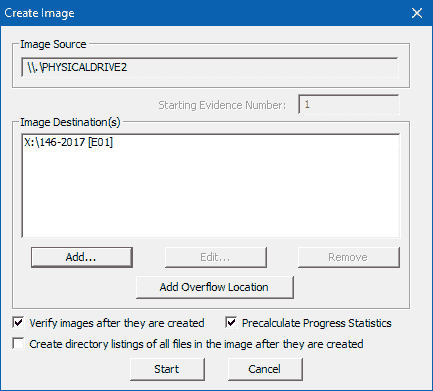 Create Image
Image Source
\\.\PHYSICALDRIVE2
Starting Evidence Number: 1
Image Destination(s)
X:\146-2017 [E01]
Add... Edit... Remove
Add Overflow Location
Verify images after they are created Precalculate Progress Statistics
Create directory listings of all files in the image after they are created
Start Cancel